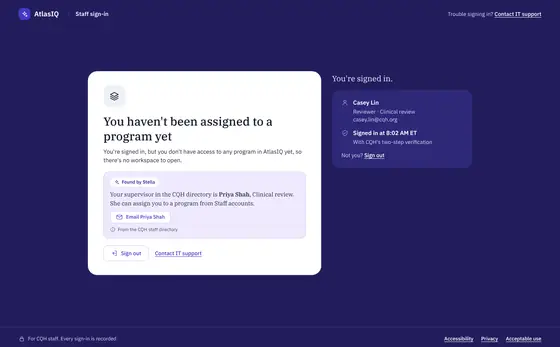 AtlasIQ
Staff sign-in
Trouble signing in? Contact IT support
You haven't been assigned to a
program yet
You're signed in, but you don't have access to any program in AtlasIQ yet, so
there's no workspace to open.
Found by Stella
Your supervisor in the CQH directory is Priya Shah, Clinical review.
She can assign you to a program from Staff accounts.
Email Priya Shah
From the CQH staff directory
Sign out
Contact IT support
You're signed in.
Casey Lin
Reviewer · Clinical review
casey.lin@cqh.org
Signed in at 8:02 AM ET
With CQH's two-step verification
Not you? Sign out
For CQH staff. Every sign-in is recorded
Accessibility
Privacy
Acceptable use